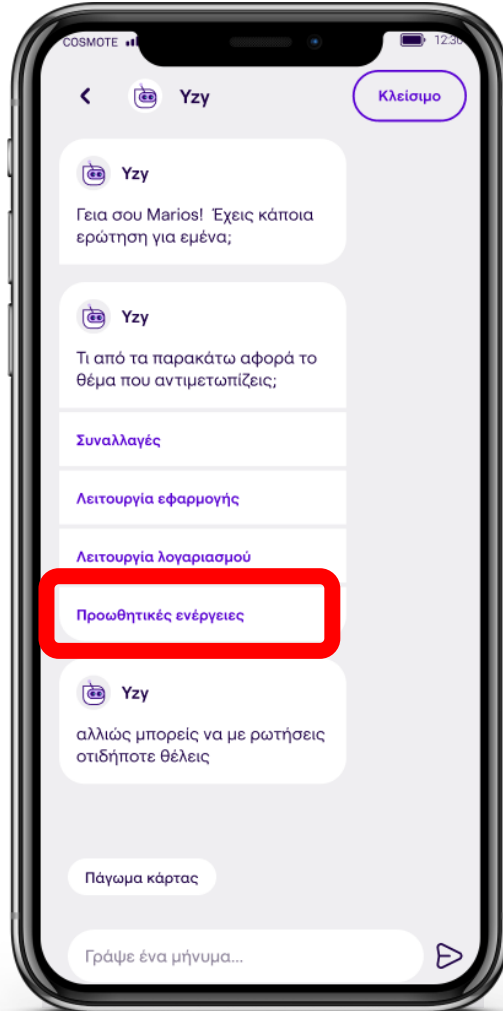 COSMOTE
Yzy
Κλείσιμο
Yzy
Γεια σου Marios! Έχεις κάποια
ερώτηση για εμένα;
Yzy
Τι από τα παρακάτω αφορά το
θέμα που αντιμετωπίζεις;
Συναλλαγές
Λειτουργία εφαρμογής
Λειτουργία λογαριασμού
Προωθητικές ενέργειες
Yzy
αλλιώς μπορείς να με ρωτήσεις
οτιδήποτε θέλεις
Πάγωμα κάρτας
Γράψε ένα μήνυμα...